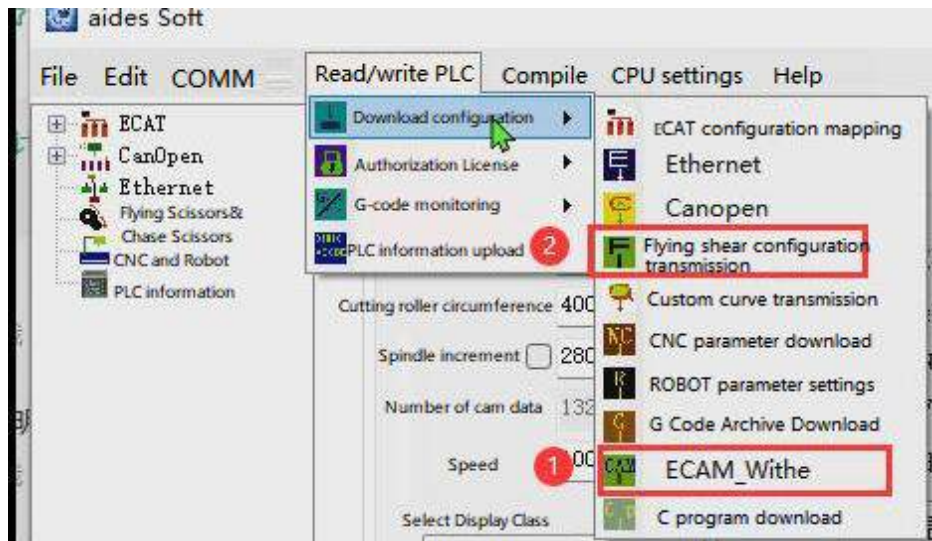 aides Soft
File Edit COMM Read/write PLC Compile CPU settings Help
ECAT
CanOpen
Ethernet
Flying Scissors&
Chase Scissors
CNC and Robot
PLC information
Download configuration
Authorization License
G-code monitoring
PLC information upload
2
ECAT configuration mapping
Ethernet
Canopen
Flying shear configuration
transmission
Custom curve transmission
CNC parameter download
ROBOT parameter settings
G Code Archive Download
1
ECAM_Withe
C program download
Cutting roller circumference 400
Spindle increment 280
Number of cam data 132
Speed
Select Display Class